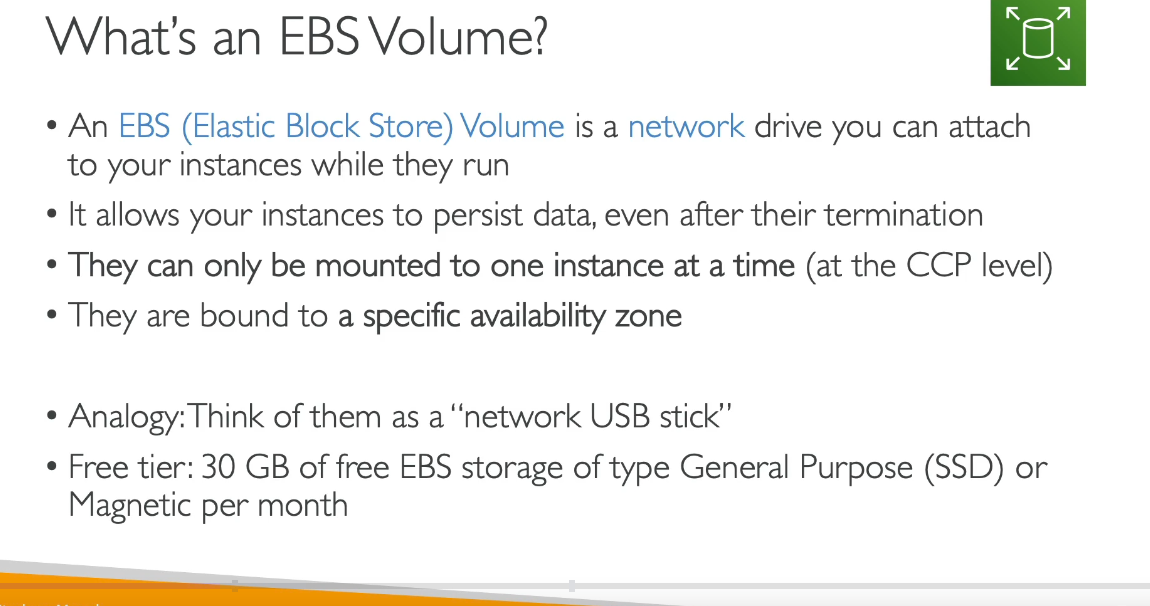 What's an EBS Volume?
• An EBS (Elastic Block Store) Volume is a network drive you can attach
to your instances while they run
• It allows your instances to persist data, even after their termination
• They can only be mounted to one instance at a time (at the CCP level)
• They are bound to a specific availability zone
• Analogy: Think of them as a “network USB stick”
• Free tier: 30 GB of free EBS storage of type General Purpose (SSD) or
Magnetic per month